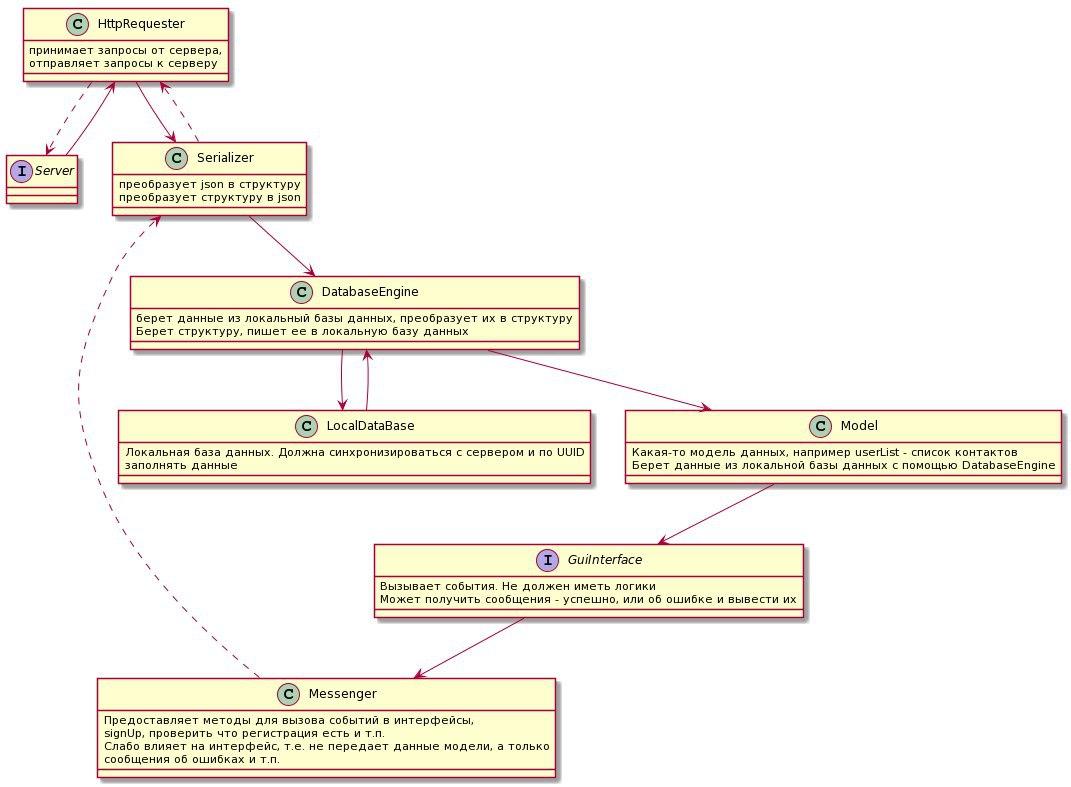 C HttpRequester
принимает запросы от сервера,
отправляет запросы к серверу
I Server
C Serializer
преобразует json в структуру
преобразует структуру в json
C DatabaseEngine
берет данные из локальный базы данных, преобразует их в структуру
Берет структуру, пишет ее в локальную базу данных
C LocalDataBase
Локальная база данных. Должна синхронизироваться с сервером и по UUID
заполнять данные
C Model
Какая-то модель данных, например userList - список контактов
Берет данные из локальной базы данных с помощью DatabaseEngine
I GuiInterface
Вызывает события. Не должен иметь логики
Может получить сообщения - успешно, или об ошибке и вывести их
C Messenger
Предоставляет методы для вызова событий в интерфейсы,
signUp, проверить что регистрация есть и т.п.
Слабо влияет на интерфейс, т.е. не передает данные модели, а только
сообщения об ошибках и т.п.